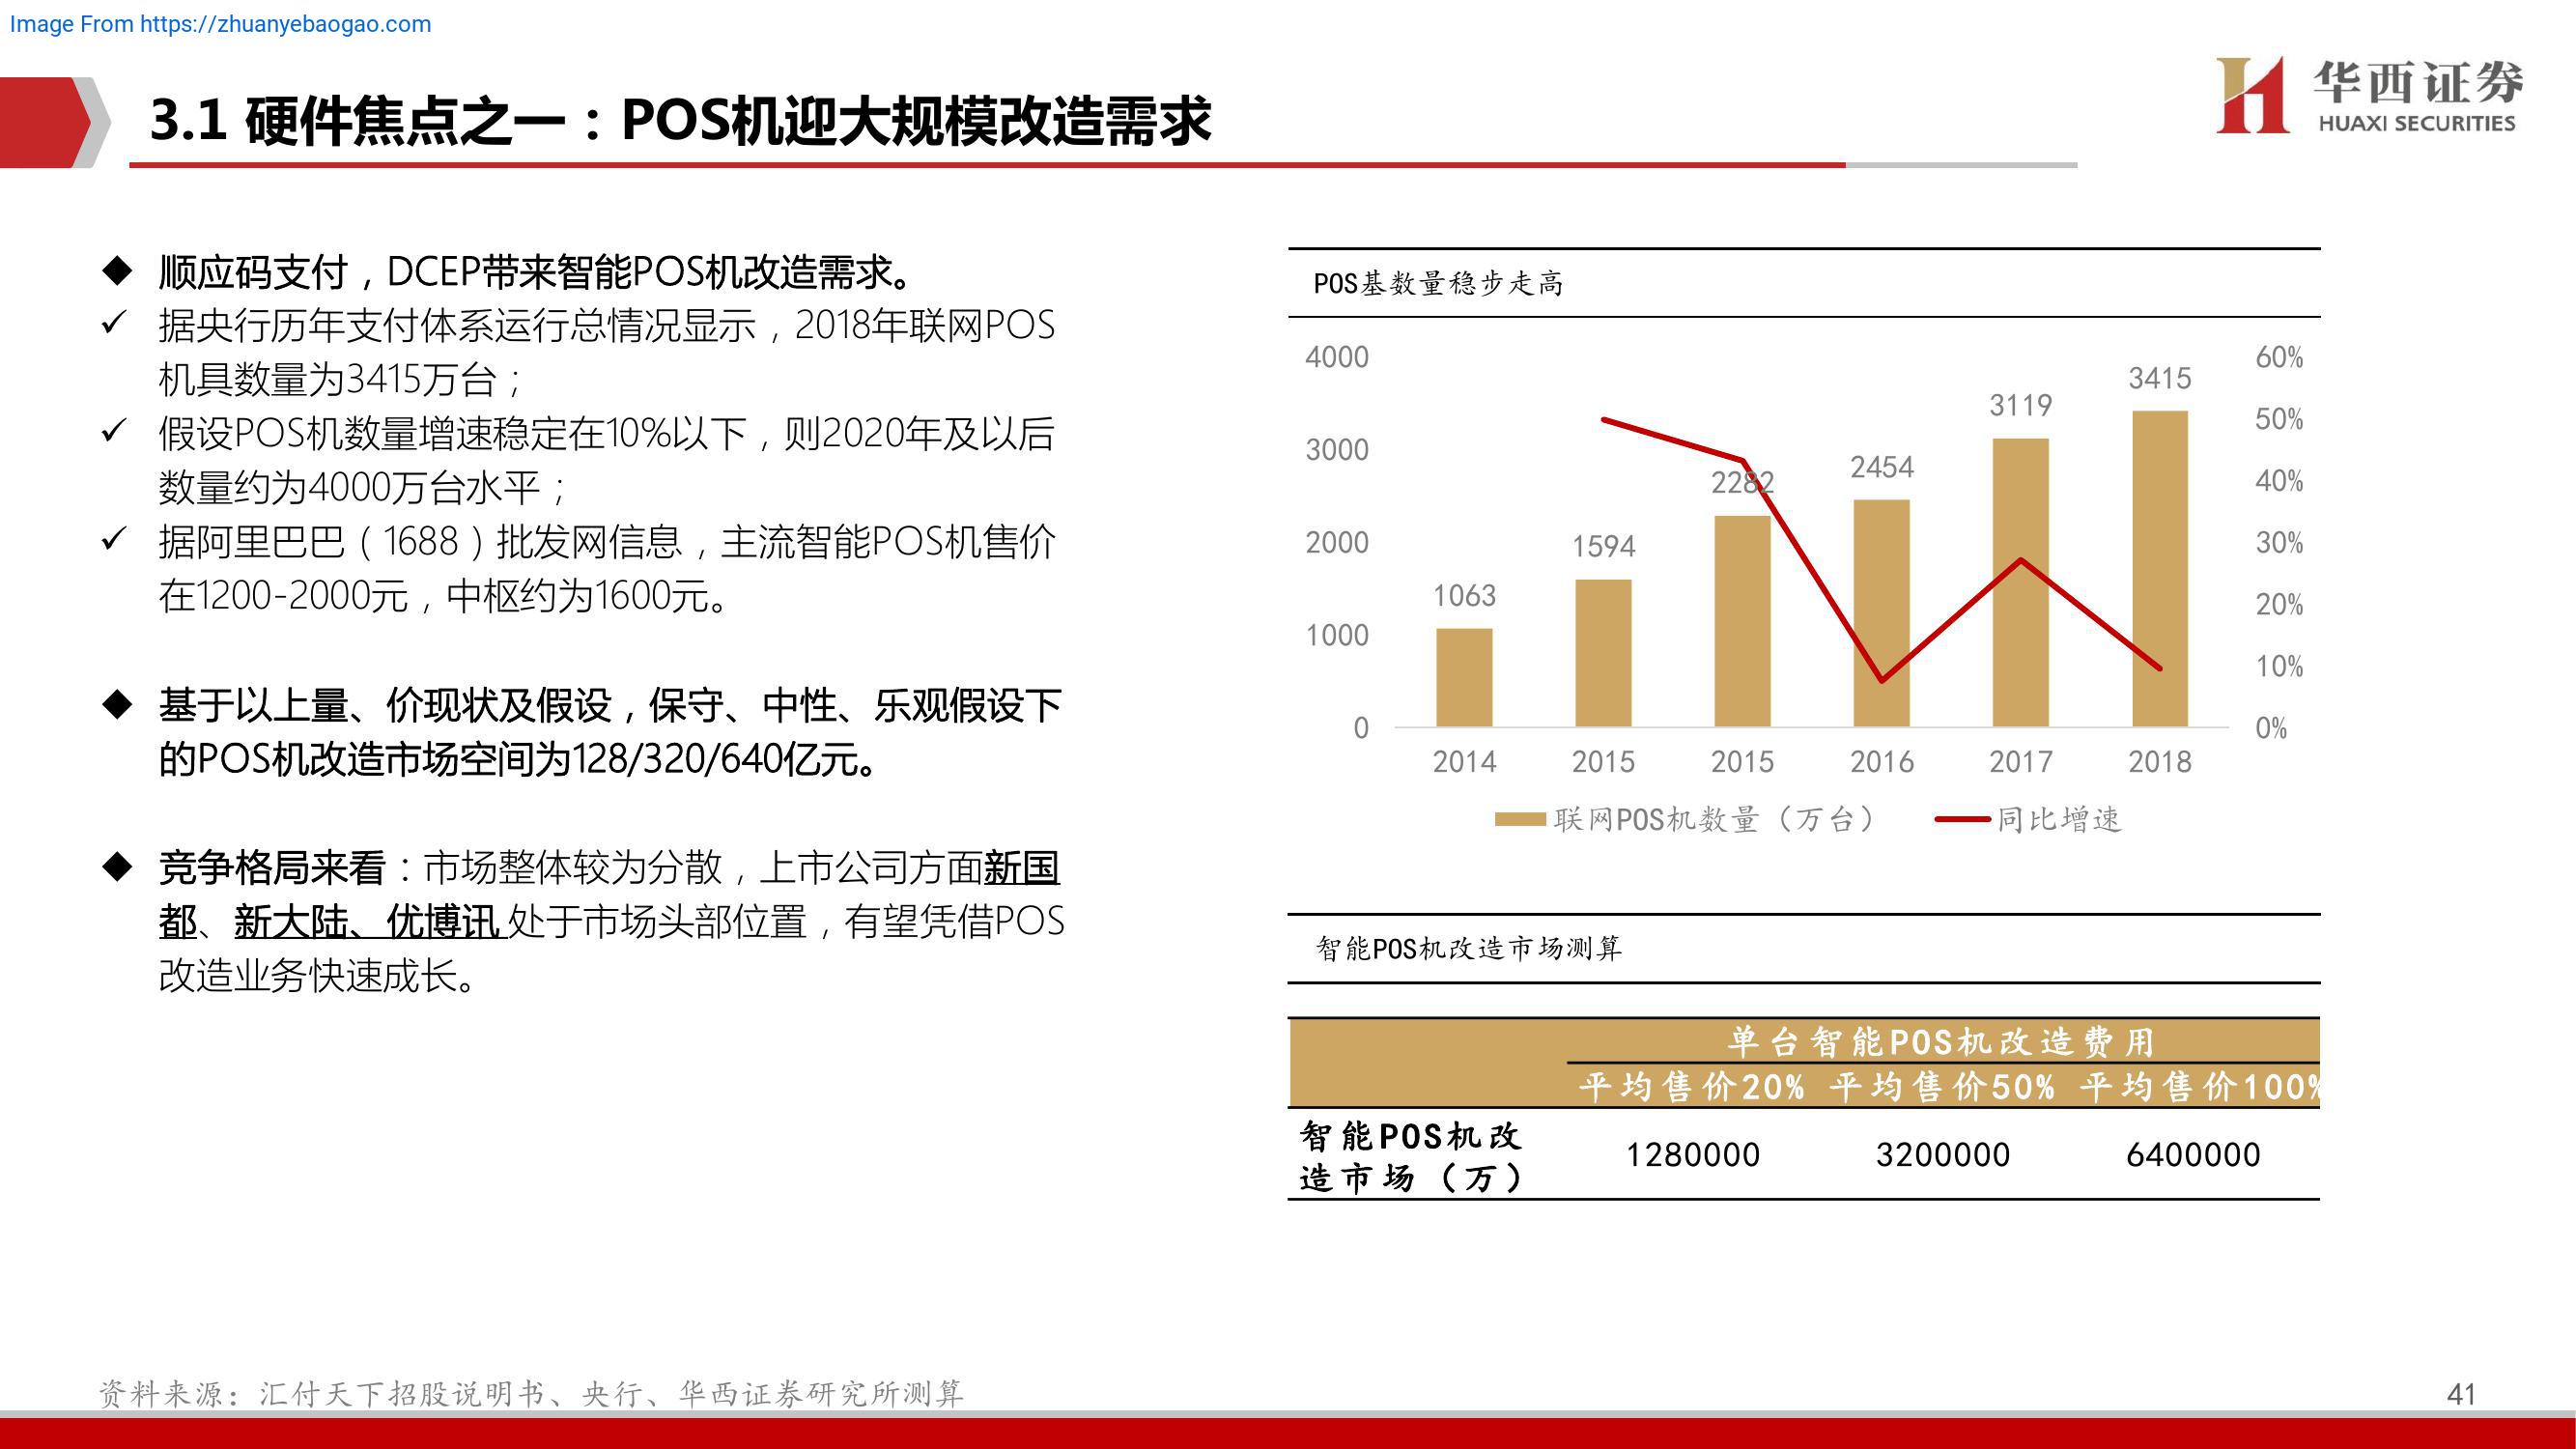 Image From https://zhuanyebaogao.com
3.1 硬件焦点之一：POS机迎大规模改造需求
华西证券
HUAXI SECURITIES
◆ 顺应码支付，DCEP带来智能POS机改造需求。
✓ 据央行历年支付体系运行总情况显示，2018年联网POS
机具数量为3415万台；
✓ 假设POS机数量增速稳定在10%以下，则2020年及以后
数量约为4000万台水平；
✓ 据阿里巴巴（1688）批发网信息，主流智能POS机售价
在1200-2000元，中枢约为1600元。
◆ 基于以上量、价现状及假设，保守、中性、乐观假设下
的POS机改造市场空间为128/320/640亿元。
◆ 竞争格局来看：市场整体较为分散，上市公司方面新国
都、新大陆、优博讯处于市场头部位置，有望凭借POS
改造业务快速成长。
POS基数量稳步走高
4000 3000 2000 1000 0
60% 50% 40% 30% 20% 10% 0%
1063 1594 2282 2454 3119 3415
2014 2015 2015 2016 2017 2018
联网POS机数量（万台） 同比增速
智能POS机改造市场测算
单台智能POS机改造费用
平均售价20% 平均售价50% 平均售价100%
智能POS机改
造市场（万）
1280000 3200000 6400000
资料来源：汇付天下招股说明书、央行、华西证券研究所测算
41